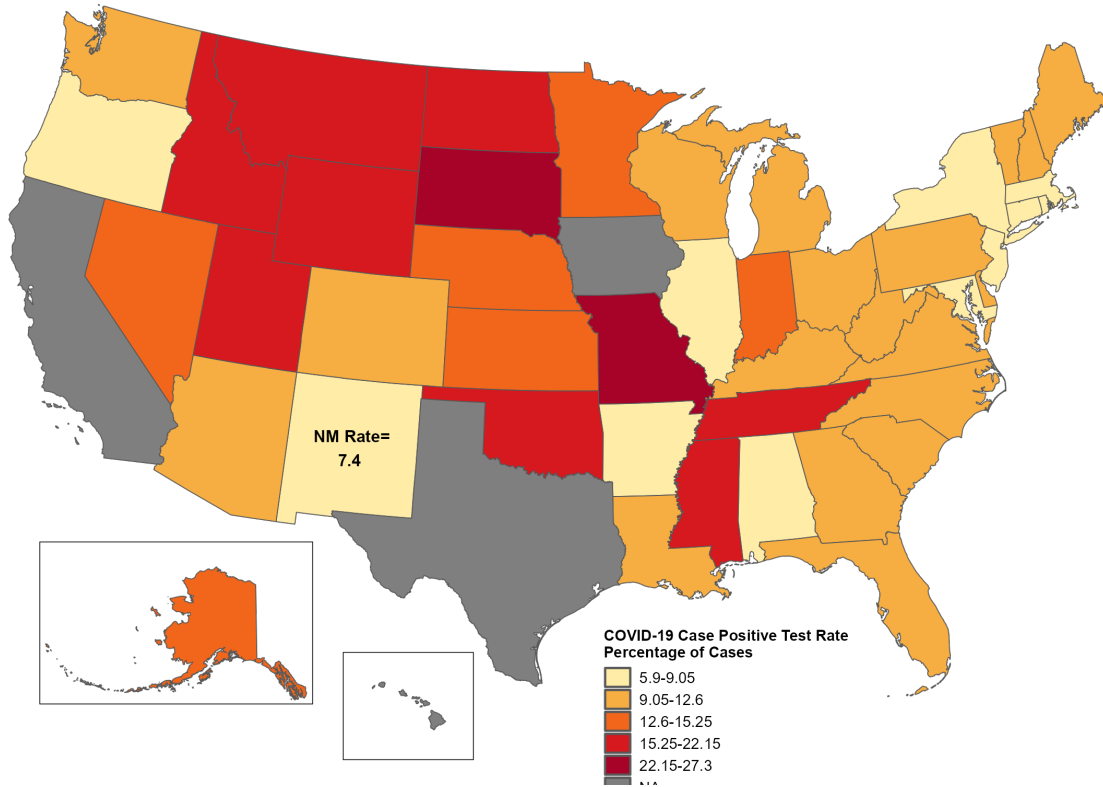 NM Rate=
7.4
COVID-19 Case Positive Test Rate
Percentage of Cases
5.9-9.05
9.05-12.6
12.6-15.25
15.25-22.15
22.15-27.3
NA